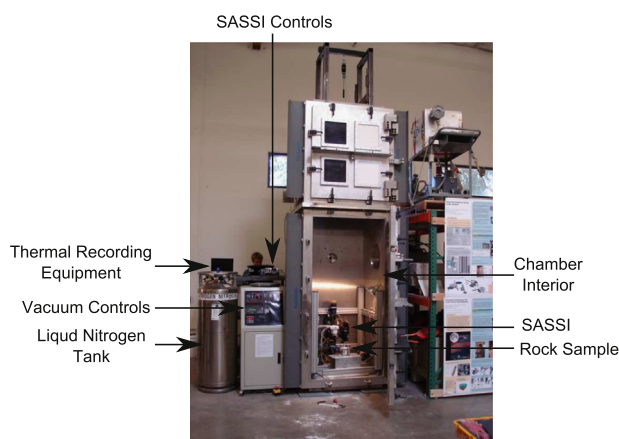 SASSI Controls
Thermal Recording
Equipment
Vacuum Controls
Liqud Nitrogen
Tank
Chamber
Interior
SASSI
Rock Sample